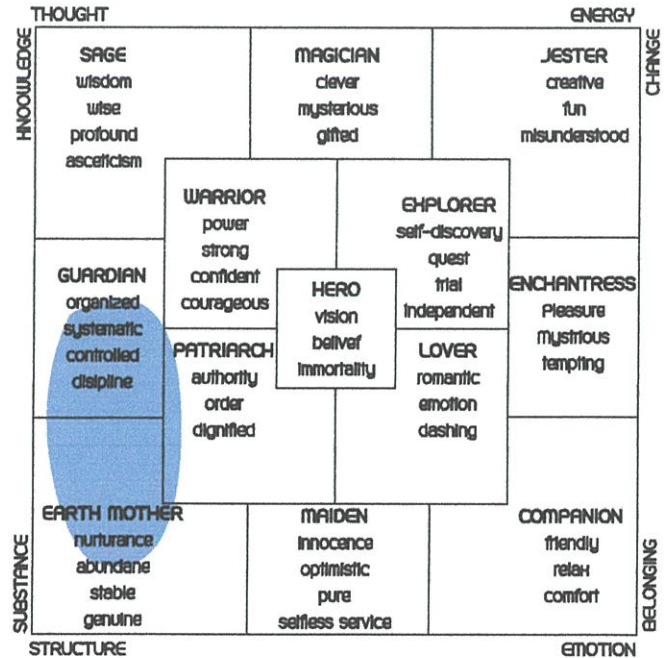 THOUGHT
ENERGY
HNOOWLEDGE
CHANGE
SAGE
wisdom
wise
profound
asceticism
MAGICIAN
clever
mysterious
gifted
JESTER
creative
fun
misunderstood
WARRIOR
power
strong
confident
courageous
EXPLORER
self-discovery
quest
trial
independent
GUARDIAN
organized
systematic
controlled
disipline
HERO
vision
belivef
immortality
ENCHANTRESS
Pleasure
Mystrious
tempting
PATRIARCH
authority
order
dignified
LOVER
romantic
emotion
dashing
EARTH MOTHER
nurturance
abundane
stable
genuine
MAIDEN
innocence
optimistic
pure
selfless service
COMPANION
friendly
relax
comfort
SUBSTANCE
BELONGING
STRUCTURE
EMOTION